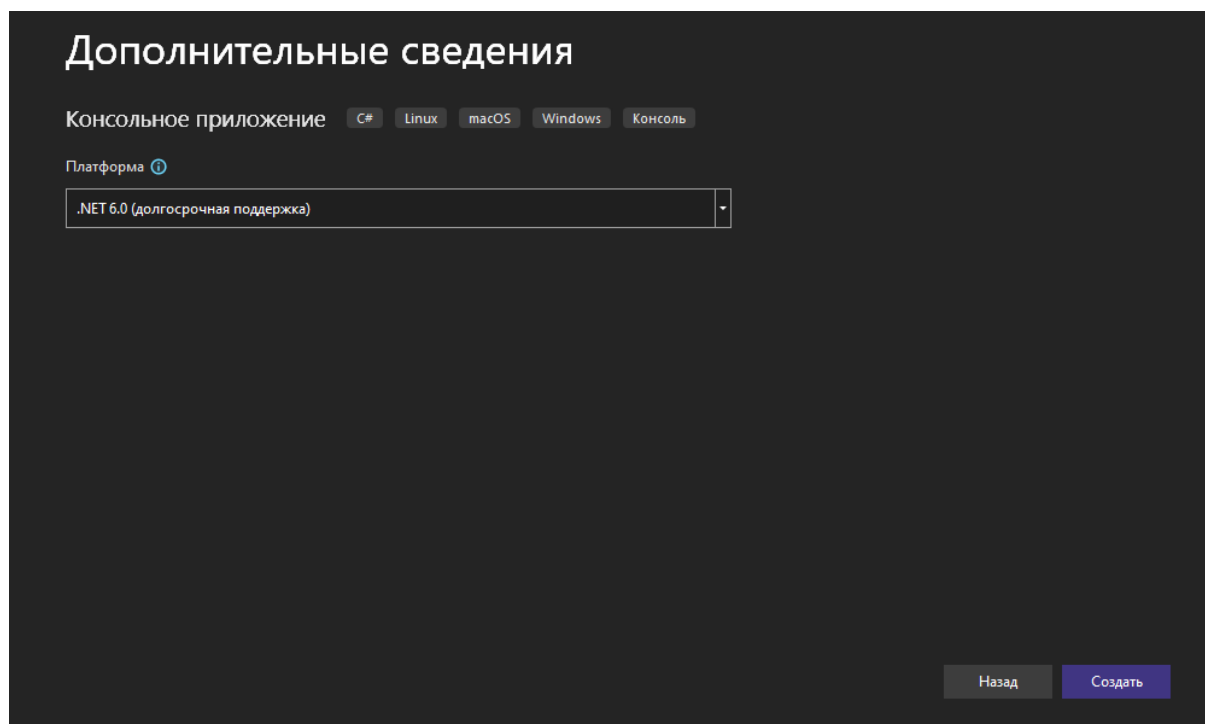 Дополнительные сведения
Консольное приложение C# Linux macOS Windows Консоль
Платформа
.NET 6.0 (долгосрочная поддержка)
Назад Создать